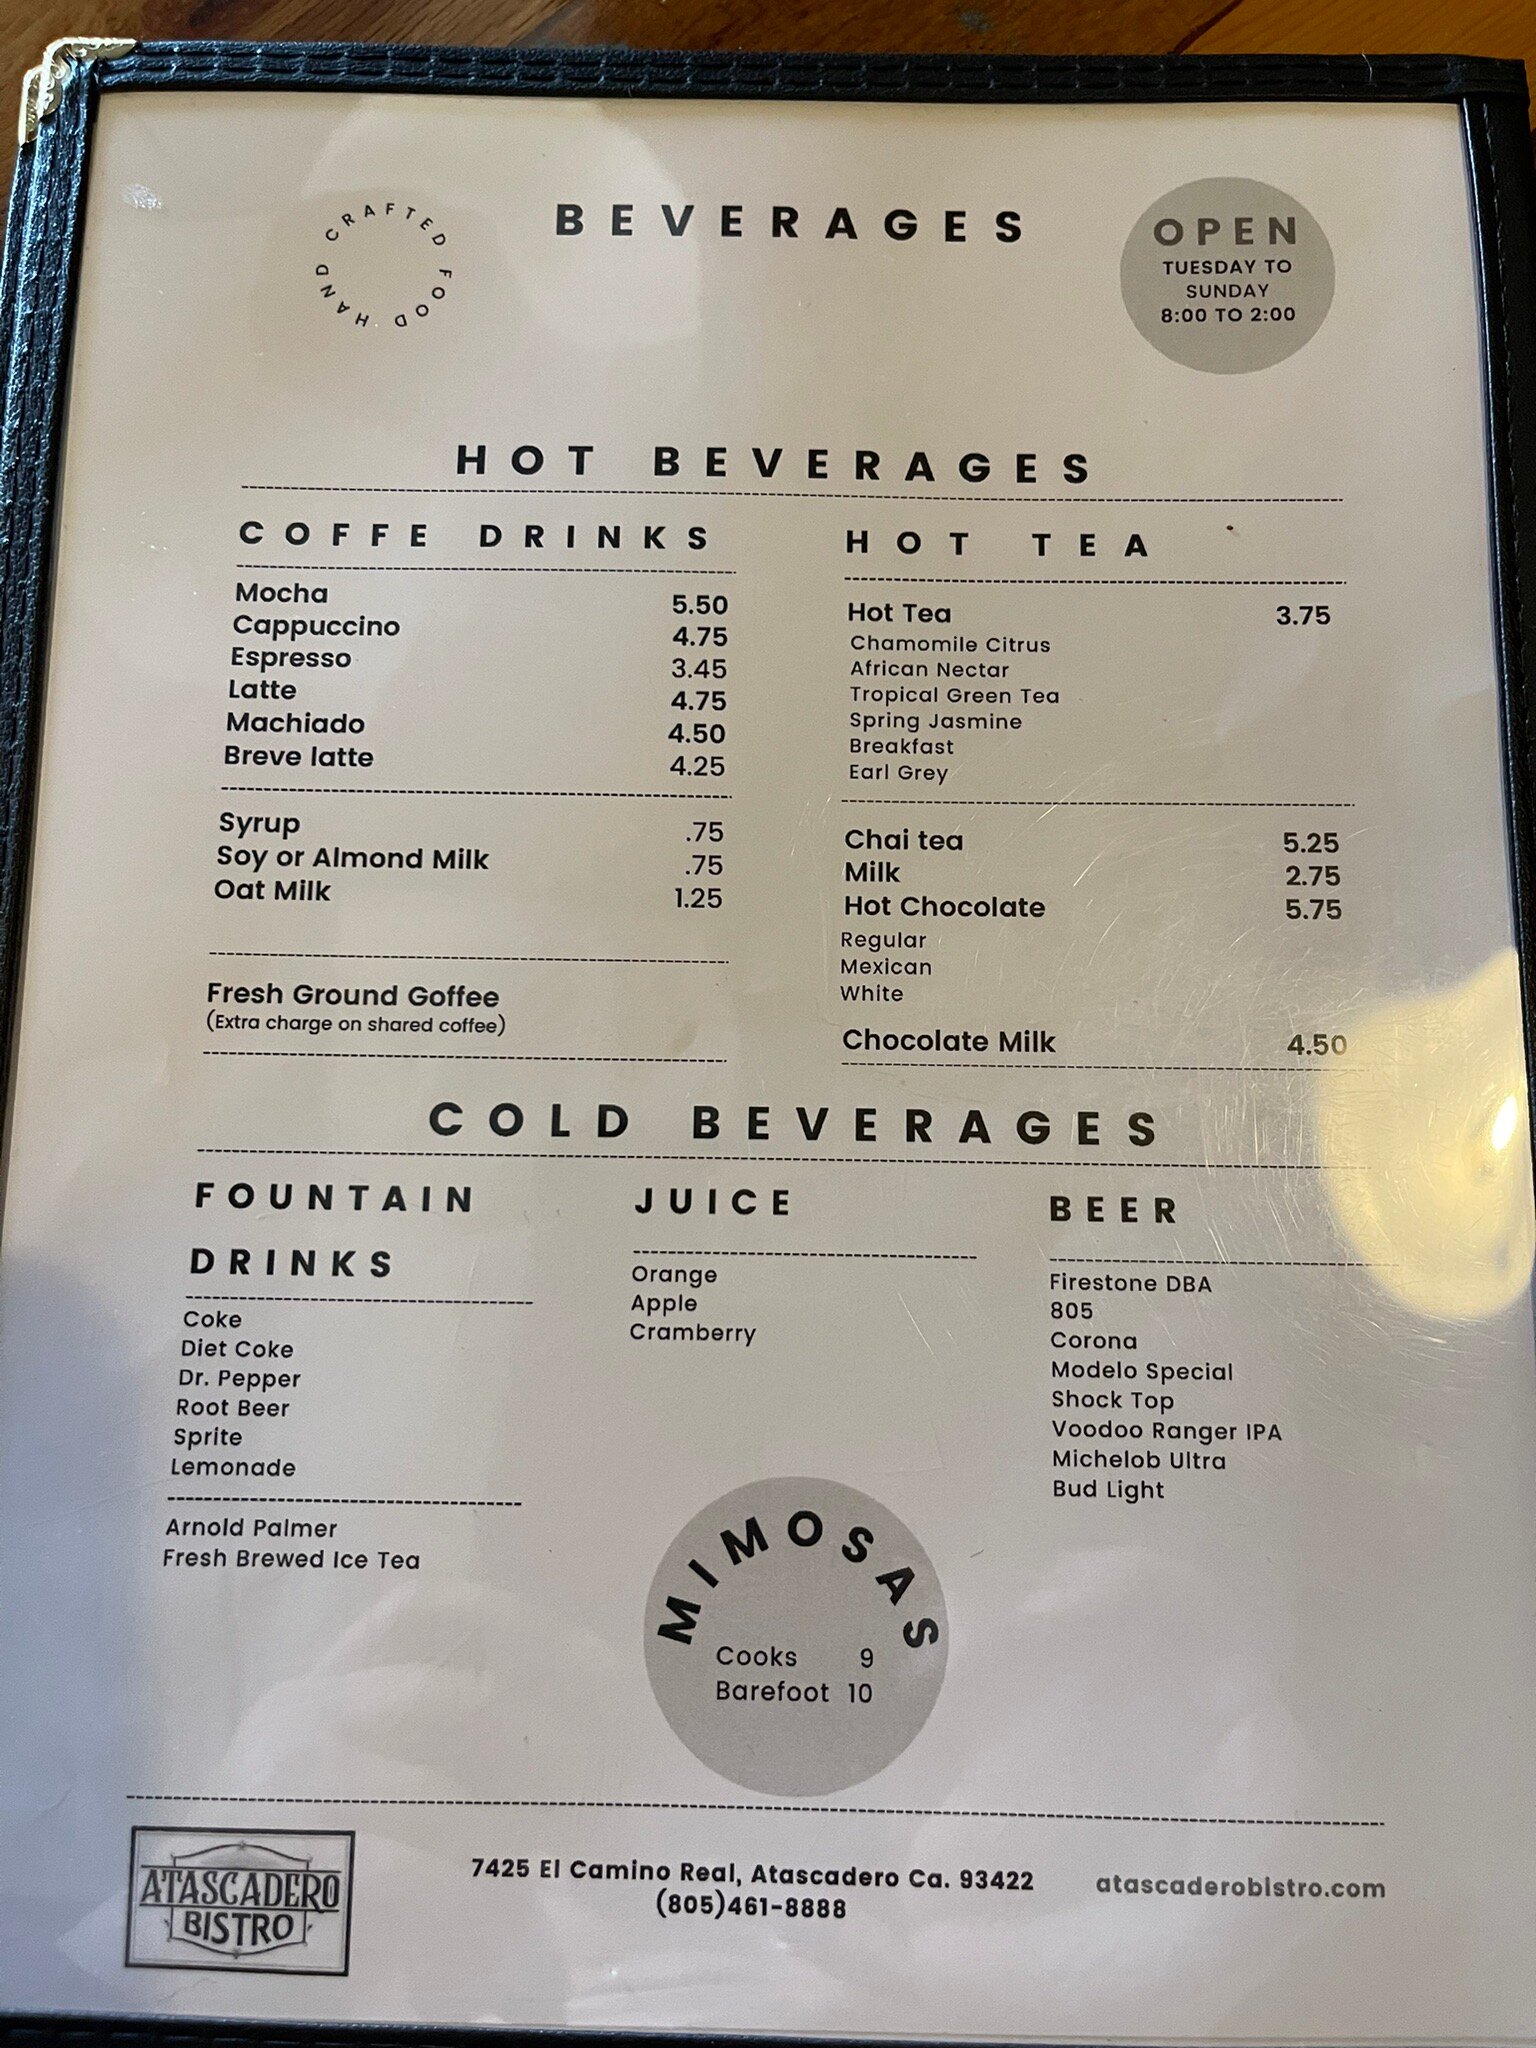 HAND CRAFTED FOOD
BEVERAGES
OPEN
TUESDAY TO
SUNDAY
8:00 TO 2:00
HOT BEVERAGES
COFFE DRINKS
Mocha 5.50
Cappuccino 4.75
Espresso 3.45
Latte 4.75
Machiado 4.50
Breve latte 4.25
Syrup .75
Soy or Almond Milk .75
Oat Milk 1.25
Fresh Ground Goffee
(Extra charge on shared coffee)
HOT TEA
Hot Tea 3.75
Chamomile Citrus
African Nectar
Tropical Green Tea
Spring Jasmine
Breakfast
Earl Grey
Chai tea 5.25
Milk 2.75
Hot Chocolate 5.75
Regular
Mexican
White
Chocolate Milk 4.50
COLD BEVERAGES
FOUNTAIN
DRINKS
Coke
Diet Coke
Dr. Pepper
Root Beer
Sprite
Lemonade
Arnold Palmer
Fresh Brewed Ice Tea
JUICE
Orange
Apple
Cramberry
MIMOSAS
Cooks 9
Barefoot 10
BEER
Firestone DBA
805
Corona
Modelo Special
Shock Top
Voodoo Ranger IPA
Michelob Ultra
Bud Light
ATASCADERO
BISTRO
7425 El Camino Real, Atascadero Ca. 93422
(805)461-8888
atascaderobistro.com